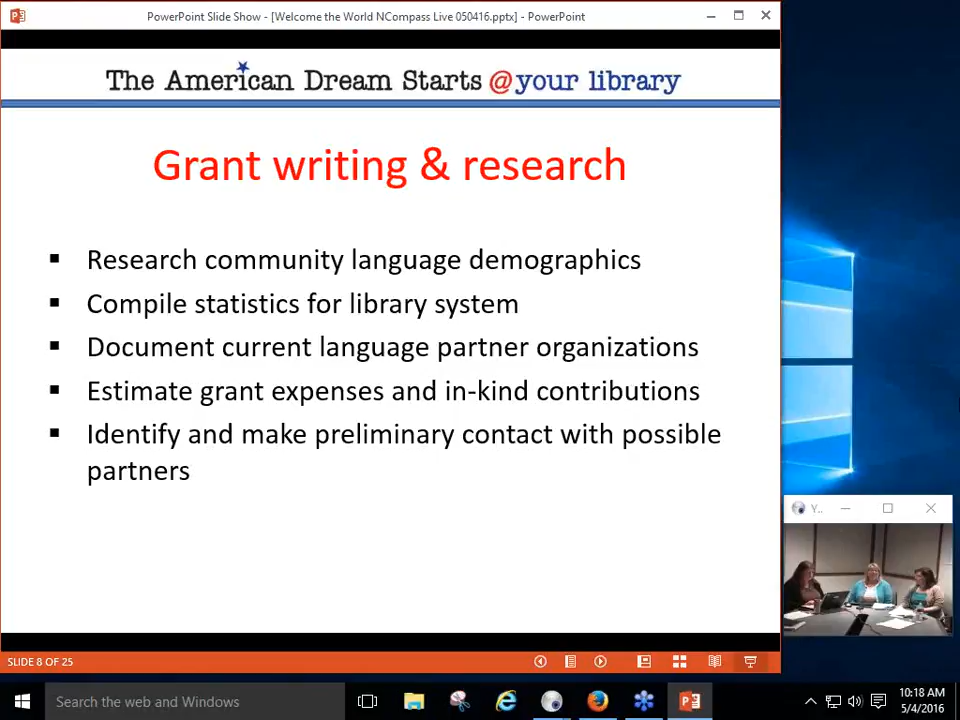 PowerPoint Slide Show - [Welcome the World NCompass Live 050416.pptx] - PowerPoint
The American Dream Starts @your library
Grant writing & research
Research community language demographics
Compile statistics for library system
Document current language partner organizations
Estimate grant expenses and in-kind contributions
Identify and make preliminary contact with possible
partners
Y..
SLIDE 8 OF 25
Search the web and Windows
10:18 AM
5/4/2016